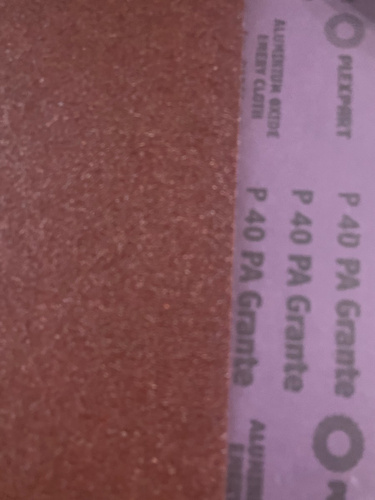 PLEXPART
ALUMINIUM OXIDE
EMERY CLOTH
P 40 PA Grante
P 40 PA Grante
P 40 PA Grante